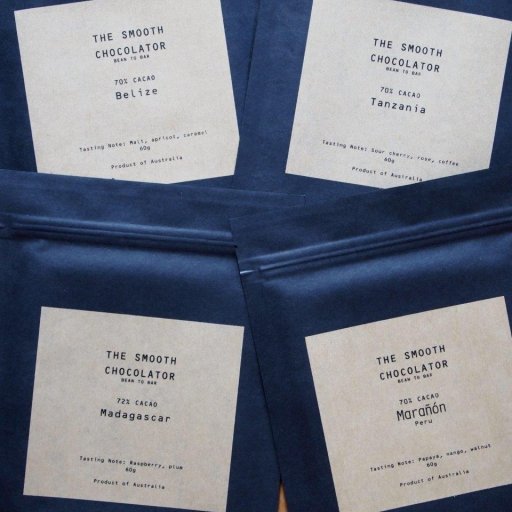 THE SMOOTH
CHOCOLATOR
BEAN TO BAR
70% CACAO
Belize
Tasting Note: Malt, apricot, caramel
60g
Product of Australia
THE SMOOTH
CHOCOLATOR
BEAN TO BAR
70% CACAO
Tanzania
Tasting Note: Sour cherry, rose, coffee
60g
Product of Australia
THE SMOOTH
CHOCOLATOR
BEAN TO BAR
72% CACAO
Madagascar
Tasting Note: Raspberry, plum
60g
Product of Australia
THE SMOOTH
CHOCOLATOR
BEAN TO BAR
70% CACAO
Marañón
Peru
Tasting Note: Papaya, mango, walnut
60g
Product of Australia